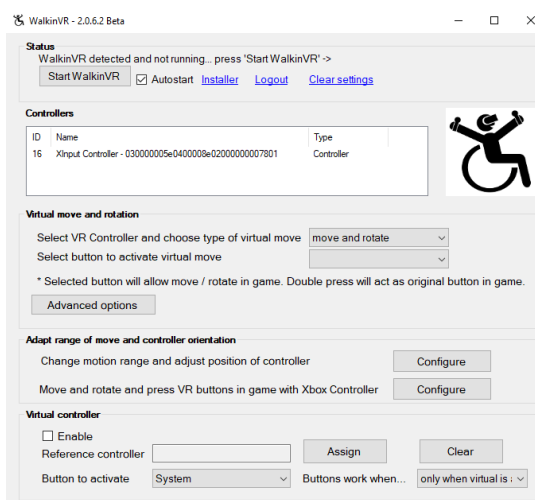 WalkinVR - 2.0.6.2 Beta
Status
WalkinVR detected and not running... press 'Start WalkinVR' ->
Start WalkinVR Autostart Installer Logout Clear settings
Controllers
ID Name Type
16 XInput Controller - 030000005e0400008e02000000007801 Controller
Virtual move and rotation
Select VR Controller and choose type of virtual move move and rotate
Select button to activate virtual move
* Selected button will allow move / rotate in game. Double press will act as original button in game.
Advanced options
Adapt range of move and controller orientation
Change motion range and adjust position of controller Configure
Move and rotate and press VR buttons in game with Xbox Controller Configure
Virtual controller
Enable
Reference controller Assign Clear
Button to activate System Buttons work when... only when virtual is